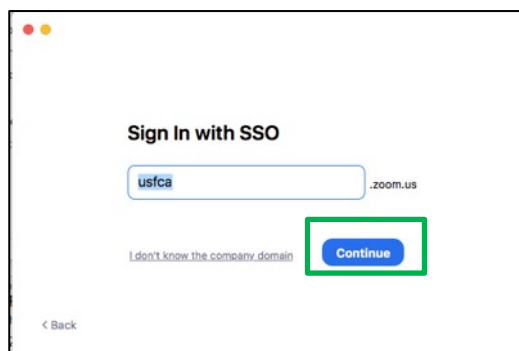 Sign In with SSO
usfca .zoom.us
I don't know the company domain Continue
< Back